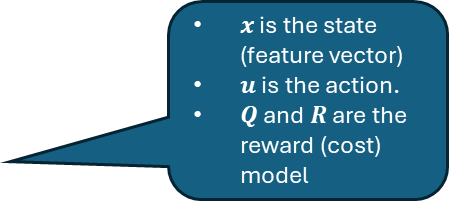 • x is the state
(feature vector)
• u is the action.
• Q and R are the
reward (cost)
model